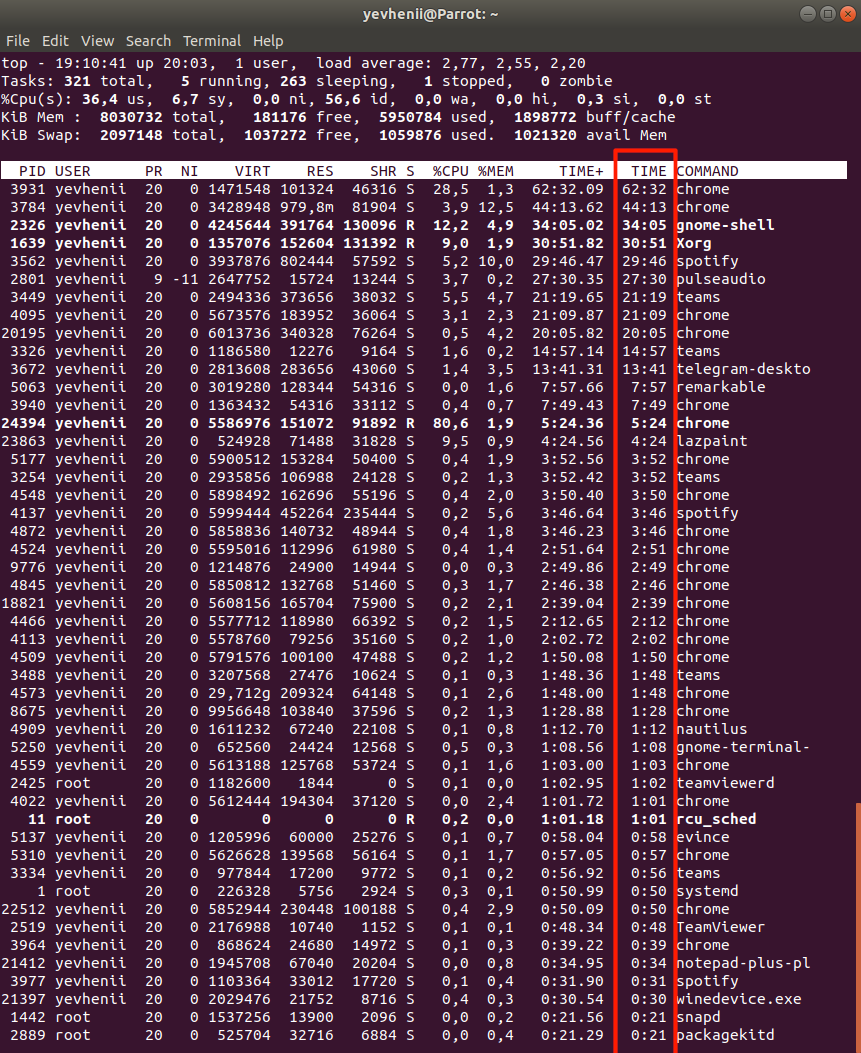 yevhenii@Parrot: ~
File Edit View Search Terminal Help
top - 19:10:41 up 20:03,  1 user,  load average: 2,77, 2,55, 2,20
Tasks: 321 total,   5 running, 263 sleeping,   1 stopped,   0 zombie
%Cpu(s): 36,4 us,  6,7 sy,  0,0 ni, 56,6 id,  0,0 wa,  0,0 hi,  0,3 si,  0,0 st
KiB Mem :  8030732 total,   181176 free,  5950784 used,  1898772 buff/cache
KiB Swap:  2097148 total,  1037272 free,  1059876 used.  1021320 avail Mem
PID USER PR NI VIRT RES SHR S %CPU %MEM TIME+ TIME COMMAND
3931 yevhenii 20 0 1471548 101324 46316 S 28,5 1,3 62:32.09 62:32 chrome
3784 yevhenii 20 0 3428948 979,8m 81904 S 3,9 12,5 44:13.62 44:13 chrome
2326 yevhenii 20 0 4245644 391764 130096 R 12,2 4,9 34:05.02 34:05 gnome-shell
1639 yevhenii 20 0 1357076 152604 131392 R 9,0 1,9 30:51.82 30:51 Xorg
3562 yevhenii 20 0 3937876 802444 57592 S 5,2 10,0 29:46.47 29:46 spotify
2801 yevhenii 9 -11 2647752 15724 13244 S 3,7 0,2 27:30.35 27:30 pulseaudio
3449 yevhenii 20 0 2494336 373656 38032 S 5,5 4,7 21:19.65 21:19 teams
4095 yevhenii 20 0 5673576 183952 36064 S 3,1 2,3 21:09.87 21:09 chrome
20195 yevhenii 20 0 6013736 340328 76264 S 0,5 4,2 20:05.82 20:05 chrome
3326 yevhenii 20 0 1186580 12276 9164 S 1,6 0,2 14:57.14 14:57 teams
3672 yevhenii 20 0 2813608 283656 43060 S 1,4 3,5 13:41.31 13:41 telegram-deskto
5063 yevhenii 20 0 3019280 128344 54316 S 0,0 1,6 7:57.66 7:57 remarkable
3940 yevhenii 20 0 1363432 54316 33112 S 0,4 0,7 7:49.43 7:49 chrome
24394 yevhenii 20 0 5586976 151072 91892 R 80,6 1,9 5:24.36 5:24 chrome
23863 yevhenii 20 0 524928 71488 31828 S 9,5 0,9 4:24.56 4:24 lazpaint
5177 yevhenii 20 0 5900512 153284 50400 S 0,4 1,9 3:52.56 3:52 chrome
3254 yevhenii 20 0 2935856 106988 24128 S 0,2 1,3 3:52.42 3:52 teams
4548 yevhenii 20 0 5898492 162696 55196 S 0,4 2,0 3:50.40 3:50 chrome
4137 yevhenii 20 0 5999444 452264 235444 S 0,2 5,6 3:46.64 3:46 spotify
4872 yevhenii 20 0 5858836 140732 48944 S 0,4 1,8 3:46.23 3:46 chrome
4524 yevhenii 20 0 5595016 112996 61980 S 0,4 1,4 2:51.64 2:51 chrome
9776 yevhenii 20 0 1214876 24900 14944 S 0,0 0,3 2:49.86 2:49 chrome
4845 yevhenii 20 0 5850812 132768 51460 S 0,3 1,7 2:46.38 2:46 chrome
18821 yevhenii 20 0 5608156 165704 75900 S 0,2 2,1 2:39.04 2:39 chrome
4466 yevhenii 20 0 5577712 118980 66392 S 0,2 1,5 2:12.65 2:12 chrome
4113 yevhenii 20 0 5578760 79256 35160 S 0,2 1,0 2:02.72 2:02 chrome
4509 yevhenii 20 0 5791576 100100 47488 S 0,2 1,2 1:50.08 1:50 chrome
3488 yevhenii 20 0 3207568 27476 10624 S 0,1 0,3 1:48.36 1:48 teams
4573 yevhenii 20 0 29,712g 209324 64148 S 0,1 2,6 1:48.00 1:48 chrome
8675 yevhenii 20 0 9956648 103840 37596 S 0,2 1,3 1:28.88 1:28 chrome
4909 yevhenii 20 0 1611232 67240 22108 S 0,1 0,8 1:12.70 1:12 nautilus
5250 yevhenii 20 0 652560 24424 12568 S 0,5 0,3 1:08.56 1:08 gnome-terminal-
4559 yevhenii 20 0 5613188 125768 53724 S 0,1 1,6 1:03.00 1:03 chrome
2425 root 20 0 1182600 1844 0 S 0,1 0,0 1:02.95 1:02 teamviewerd
4022 yevhenii 20 0 5612444 194304 37120 S 0,0 2,4 1:01.72 1:01 chrome
11 root 20 0 0 0 0 R 0,2 0,0 1:01.18 1:01 rcu_sched
5137 yevhenii 20 0 1205996 60000 25276 S 0,1 0,7 0:58.04 0:58 evince
5310 yevhenii 20 0 5626628 139568 56164 S 0,1 1,7 0:57.05 0:57 chrome
3334 yevhenii 20 0 977844 17200 9772 S 0,1 0,2 0:56.92 0:56 teams
1 root 20 0 226328 5756 2924 S 0,3 0,1 0:50.99 0:50 systemd
22512 yevhenii 20 0 5852944 230448 100188 S 0,4 2,9 0:50.09 0:50 chrome
2519 yevhenii 20 0 2176988 10740 1152 S 0,1 0,1 0:48.34 0:48 TeamViewer
3964 yevhenii 20 0 868624 24680 14972 S 0,1 0,3 0:39.22 0:39 chrome
21412 yevhenii 20 0 1945708 67040 20204 S 0,0 0,8 0:34.95 0:34 notepad-plus-pl
3977 yevhenii 20 0 1103364 33012 17720 S 0,1 0,4 0:31.90 0:31 spotify
21397 yevhenii 20 0 2029476 21752 8716 S 0,4 0,3 0:30.54 0:30 winedevice.exe
1442 root 20 0 1537256 13900 2096 S 0,0 0,2 0:21.56 0:21 snapd
2889 root 20 0 525704 32716 6884 S 0,0 0,4 0:21.29 0:21 packagekitd